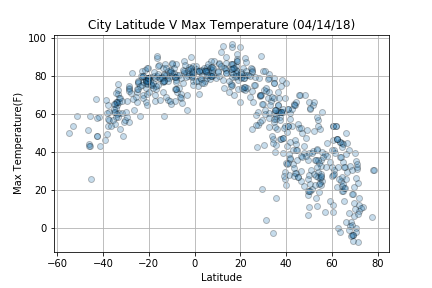 City Latitude V Max Temperature (04/14/18)
100
80
60
40
20
0
Max Temperature(F)
−60 −40 −20 0 20 40 60 80
Latitude